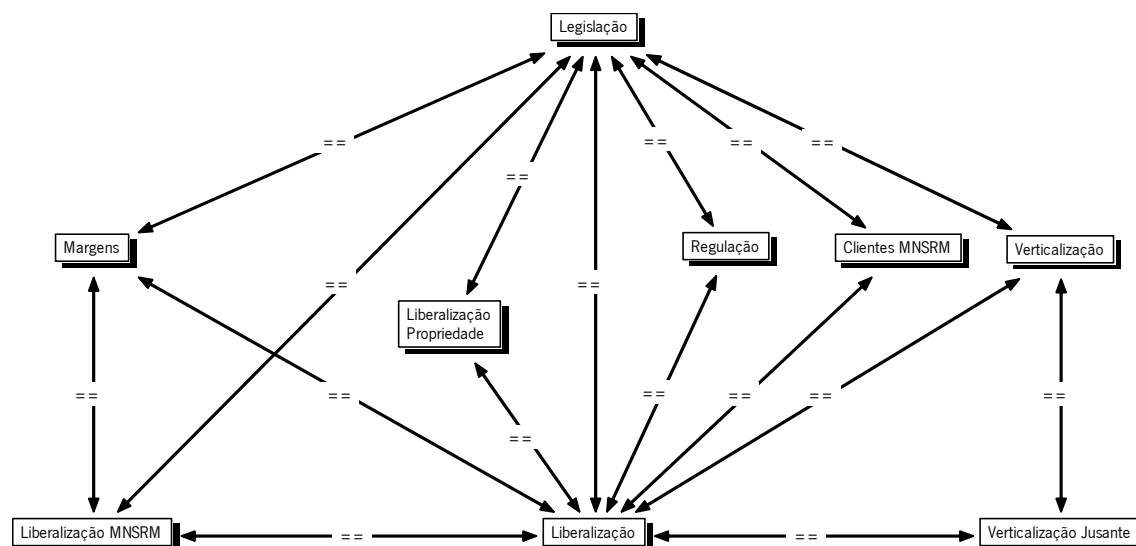 Legislação
==
==
==
==
==
Margens
Regulação
Clientes MNSRM
Verticalização
==
==
Liberalização
Propriedade
==
==
==
==
==
==
==
Liberalização MNSRM
==
Liberalização
==
Verticalização Jusante